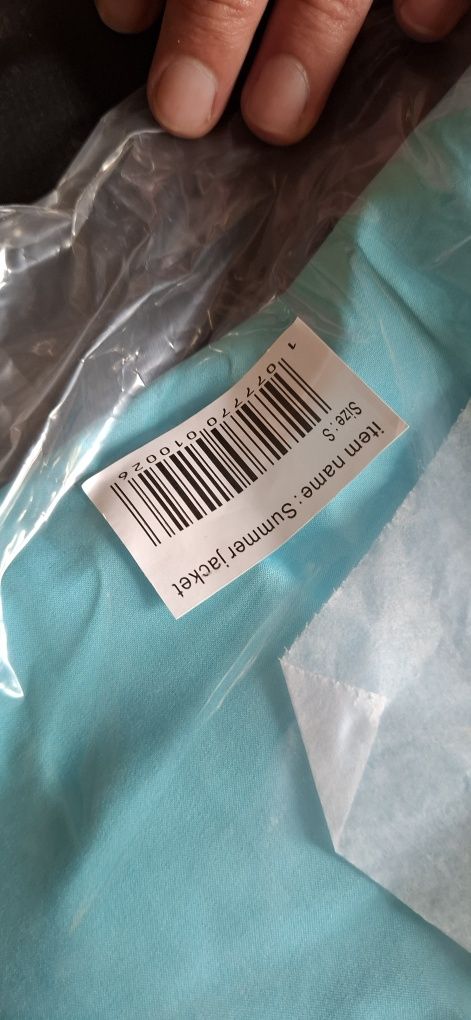 item name : Summer jacket
Size : S
1 077770 010026